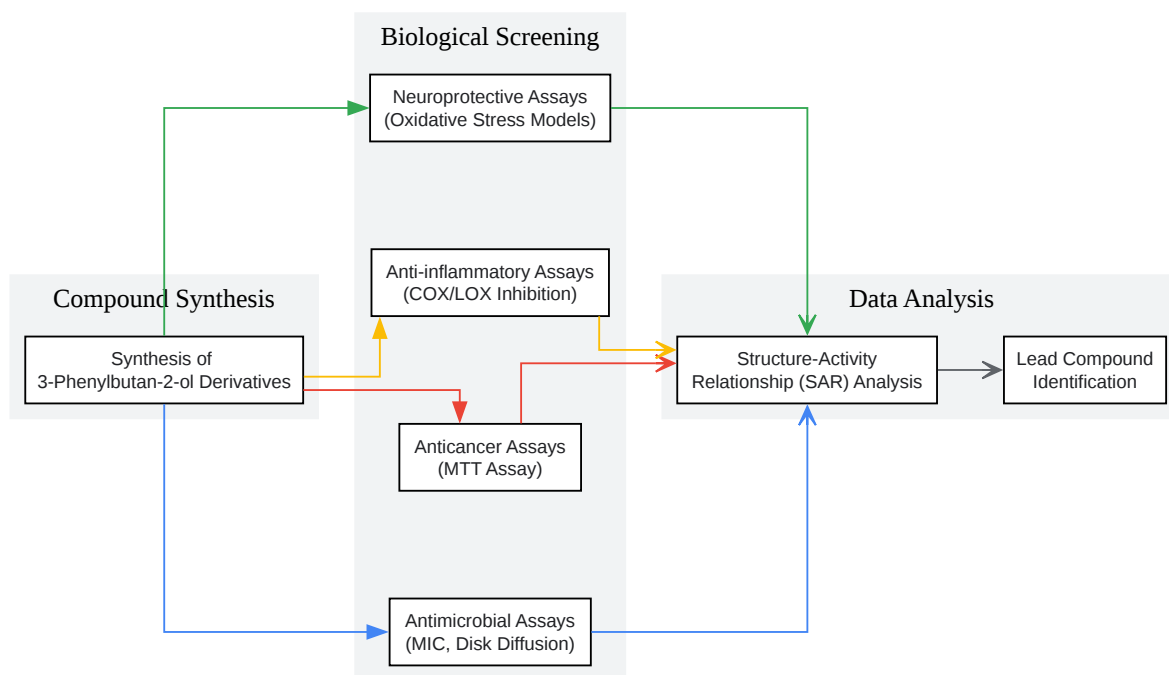 Biological Screening
Neuroprotective Assays
(Oxidative Stress Models)
Anti-inflammatory Assays
(COX/LOX Inhibition)
Compound Synthesis
Data Analysis
Synthesis of
3-Phenylbutan-2-ol Derivatives
Structure-Activity
Relationship (SAR) Analysis
Lead Compound
Identification
Anticancer Assays
(MTT Assay)
Antimicrobial Assays
(MIC, Disk Diffusion)